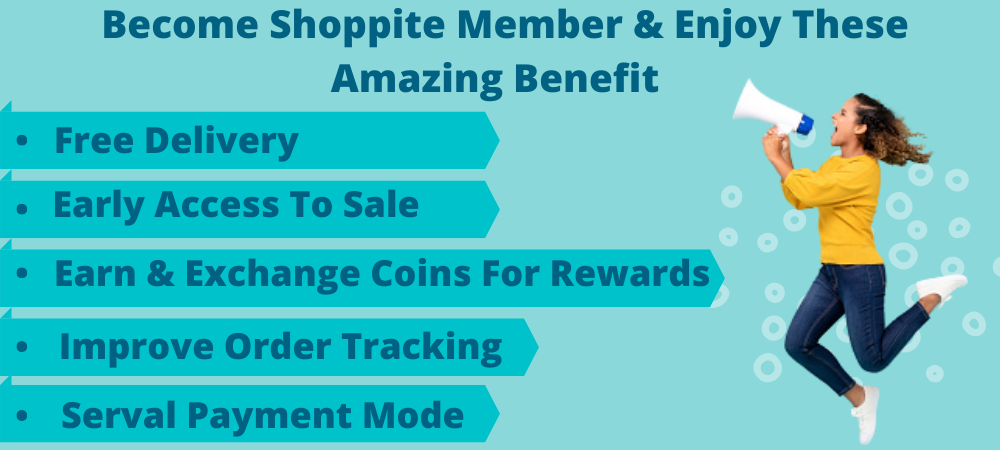 Become Shoppite Member & Enjoy These
Amazing Benefit
• Free Delivery
• Early Access To Sale
• Earn & Exchange Coins For Rewards
• Improve Order Tracking
• Serval Payment Mode